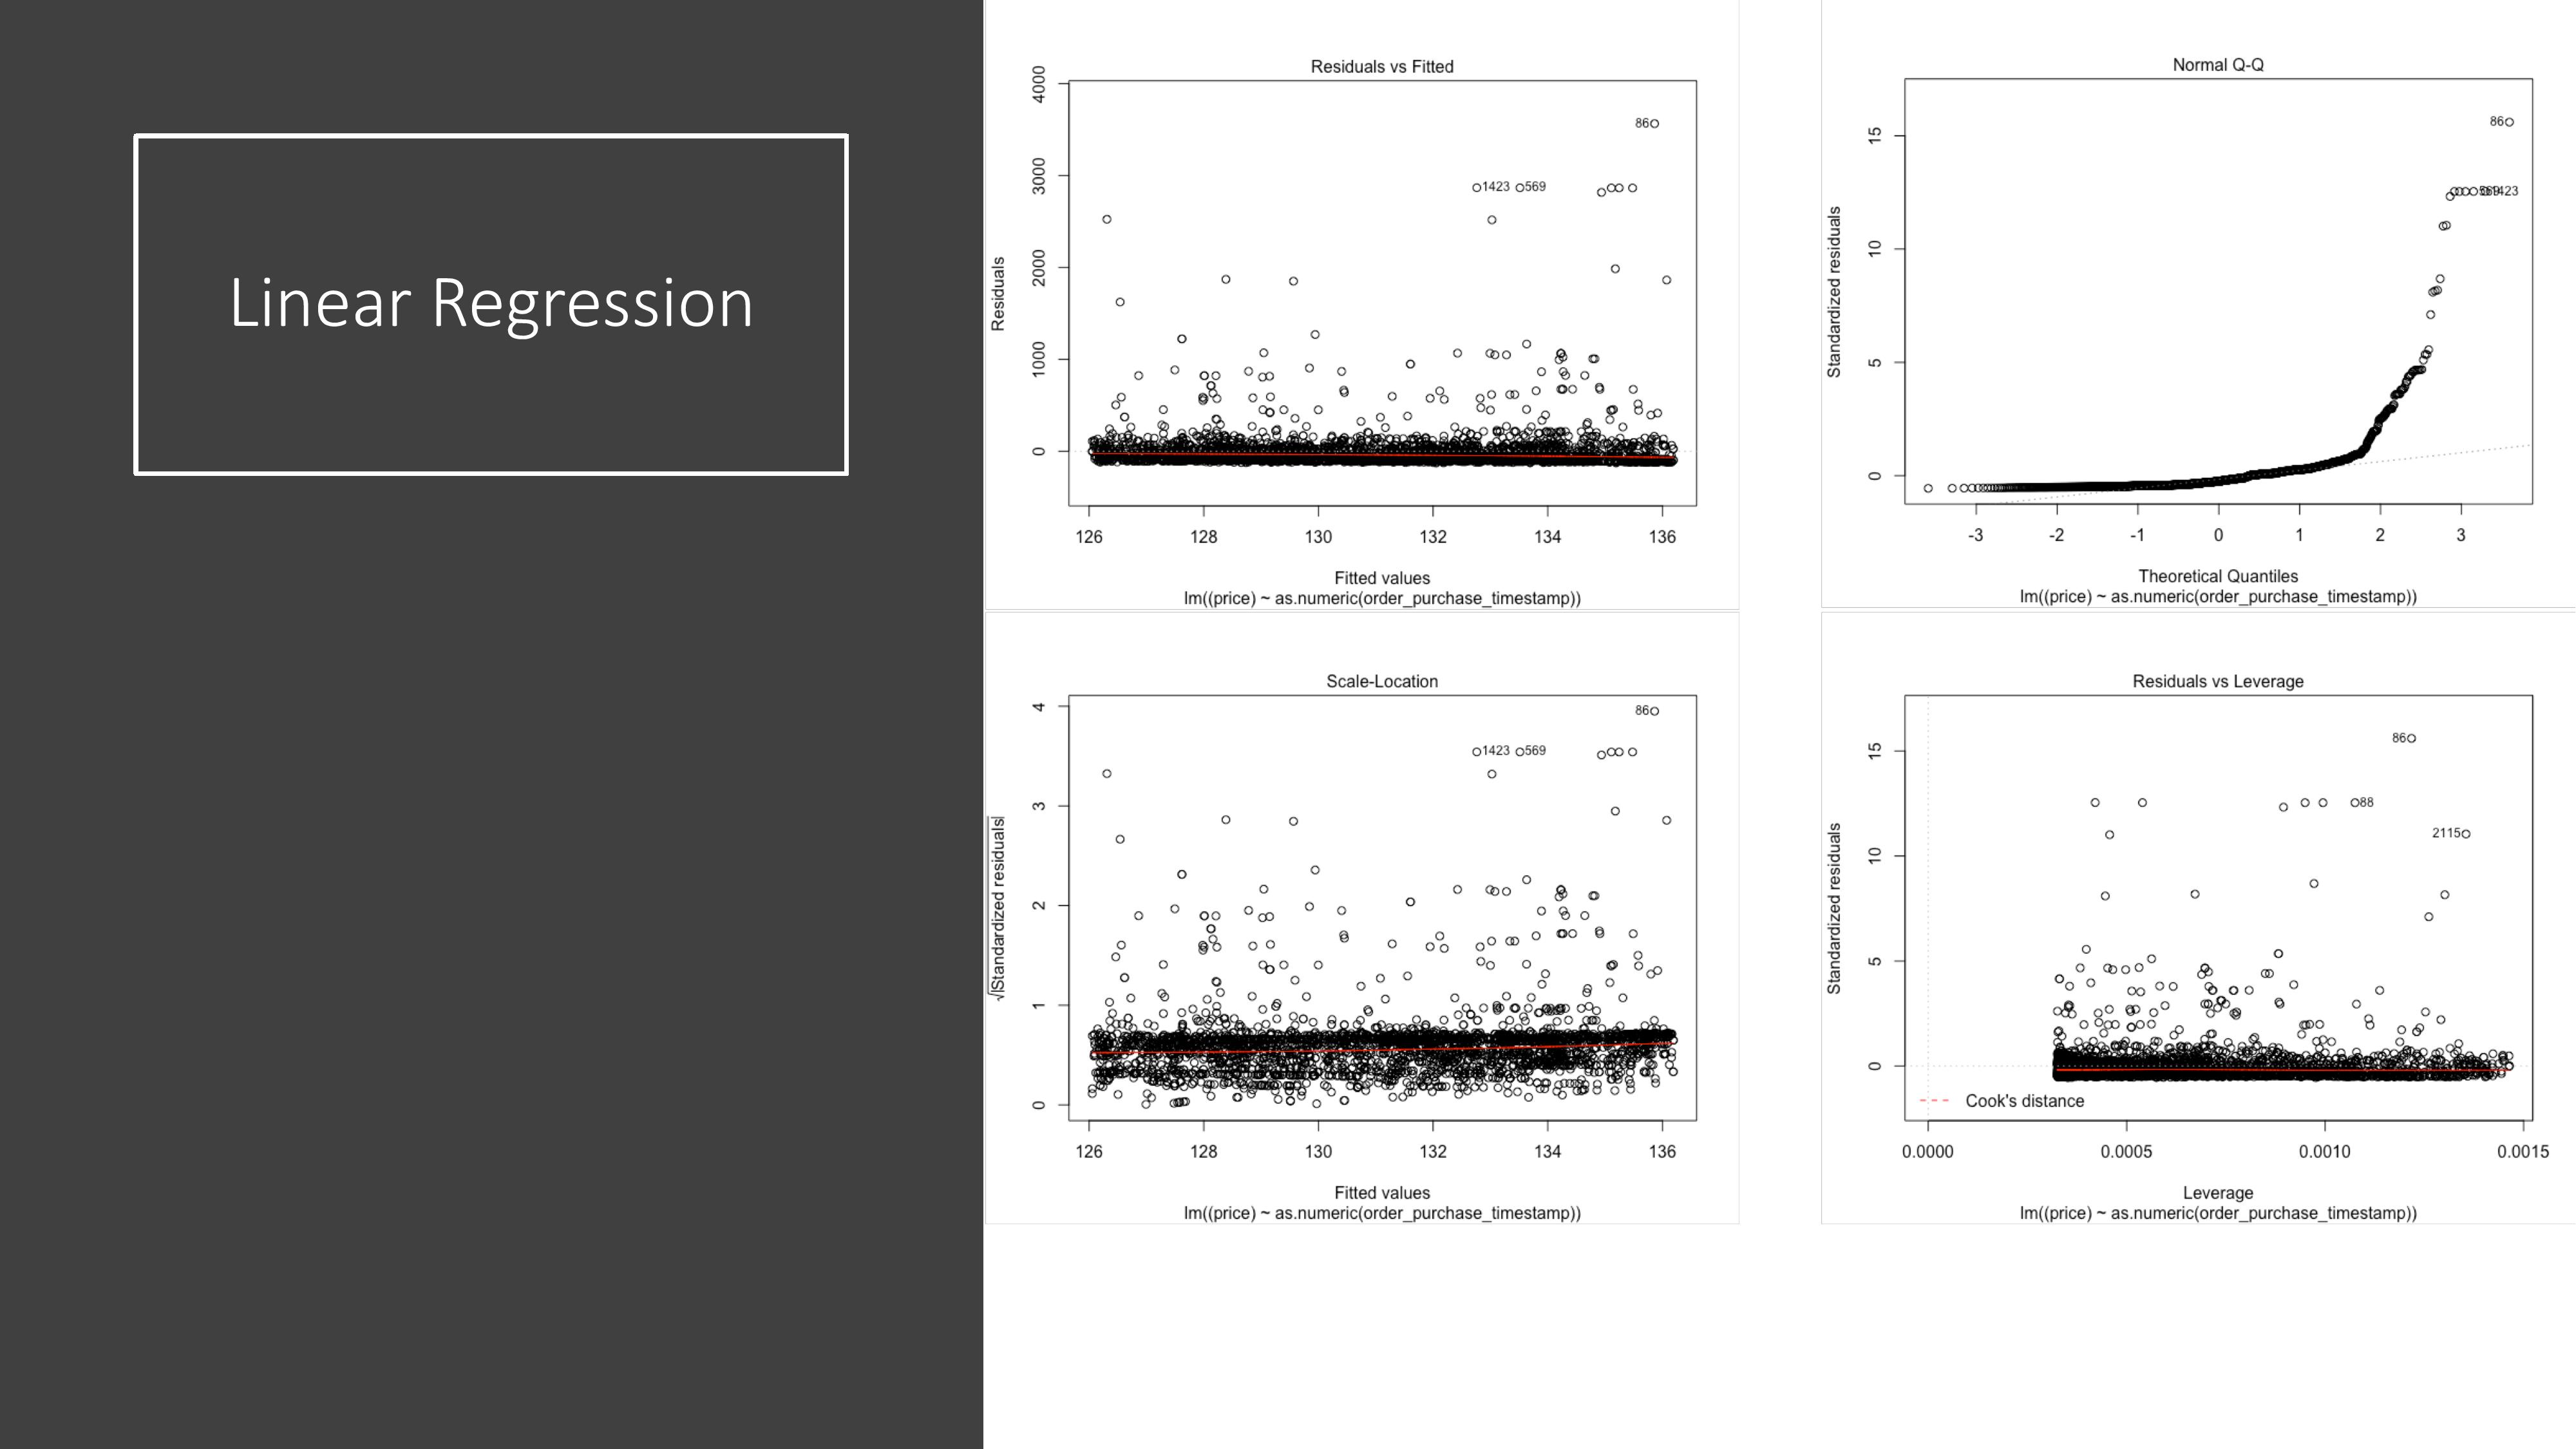 Linear Regression
Residuals vs Fitted
4000
3000
2000
1000
0
Residuals
86
1423
569
126 128 130 132 134 136
Fitted values
lm((price) ~ as.numeric(order_purchase_timestamp))
Normal Q-Q
15
10
5
0
Standardized residuals
86
1423
-3 -2 -1 0 1 2 3
Theoretical Quantiles
lm((price) ~ as.numeric(order_purchase_timestamp))
Scale-Location
4
3
2
1
0
√|Standardized residuals|
86
1423
569
126 128 130 132 134 136
Fitted values
lm((price) ~ as.numeric(order_purchase_timestamp))
Residuals vs Leverage
15
10
5
0
Standardized residuals
86
88
2115
Cook's distance
0.0000 0.0005 0.0010 0.0015
Leverage
lm((price) ~ as.numeric(order_purchase_timestamp))